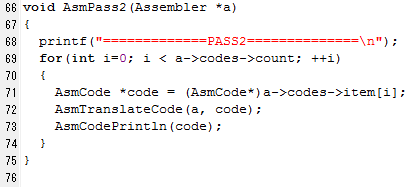 66 void AsmPass2(Assembler *a)
67 {
68   printf("=============PASS2==============\n");
69   for(int i=0; i < a->codes->count; ++i)
70   {
71     AsmCode *code = (AsmCode*)a->codes->item[i];
72     AsmTranslateCode(a, code);
73     AsmCodePrintln(code);
74   }
75 }
76